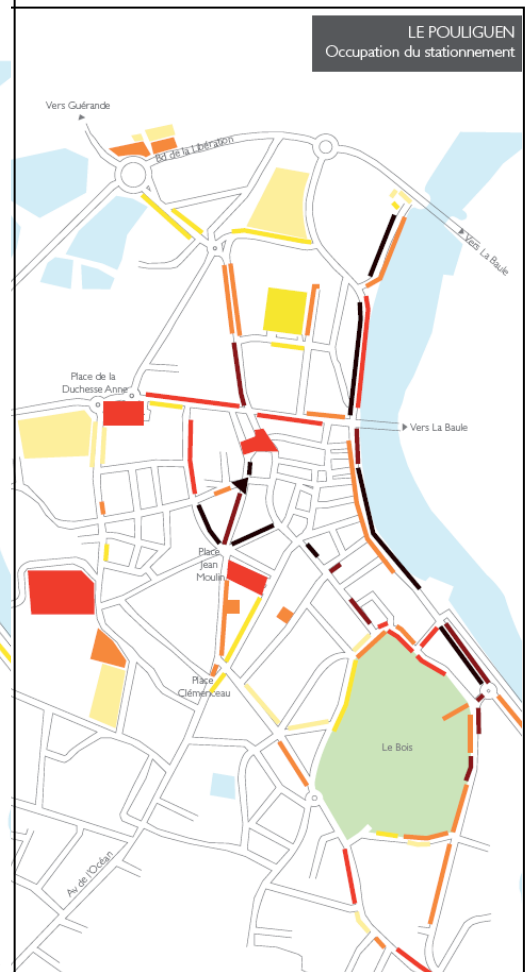 LE POULIGUEN
Occupation du stationnement
Vers Guérande
Bd de la Libération
Vers La Baule
Place de la
Duchesse Anne
Vers La Baule
Place
Jean
Moulin
Place
Clémenceau
Le Bois
Av de l'Océan